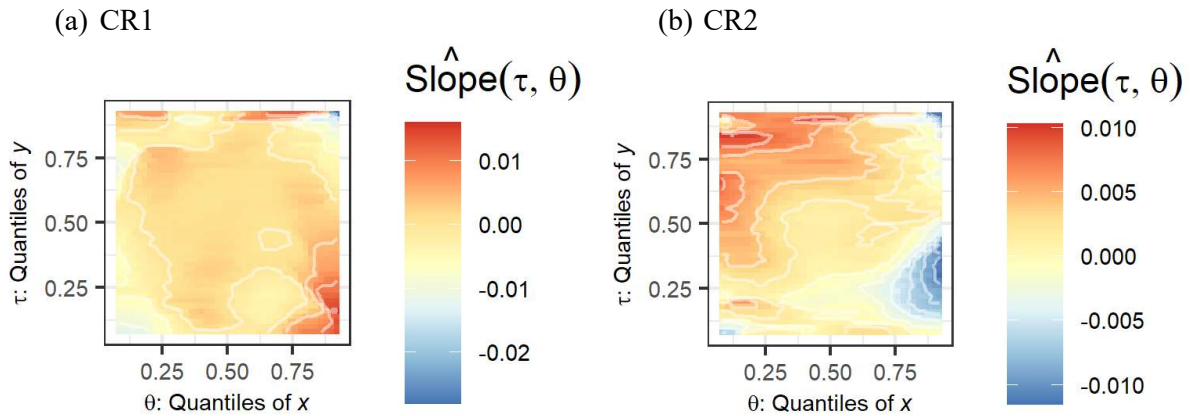 (a) CR1
Slôpe(τ, θ)
0.01
0.00
-0.01
-0.02
τ: Quantiles of y
0.75
0.50
0.25
0.25 0.50 0.75
θ: Quantiles of x
(b) CR2
Slôpe(τ, θ)
0.010
0.005
0.000
-0.005
-0.010
τ: Quantiles of y
0.75
0.50
0.25
0.25 0.50 0.75
θ: Quantiles of x